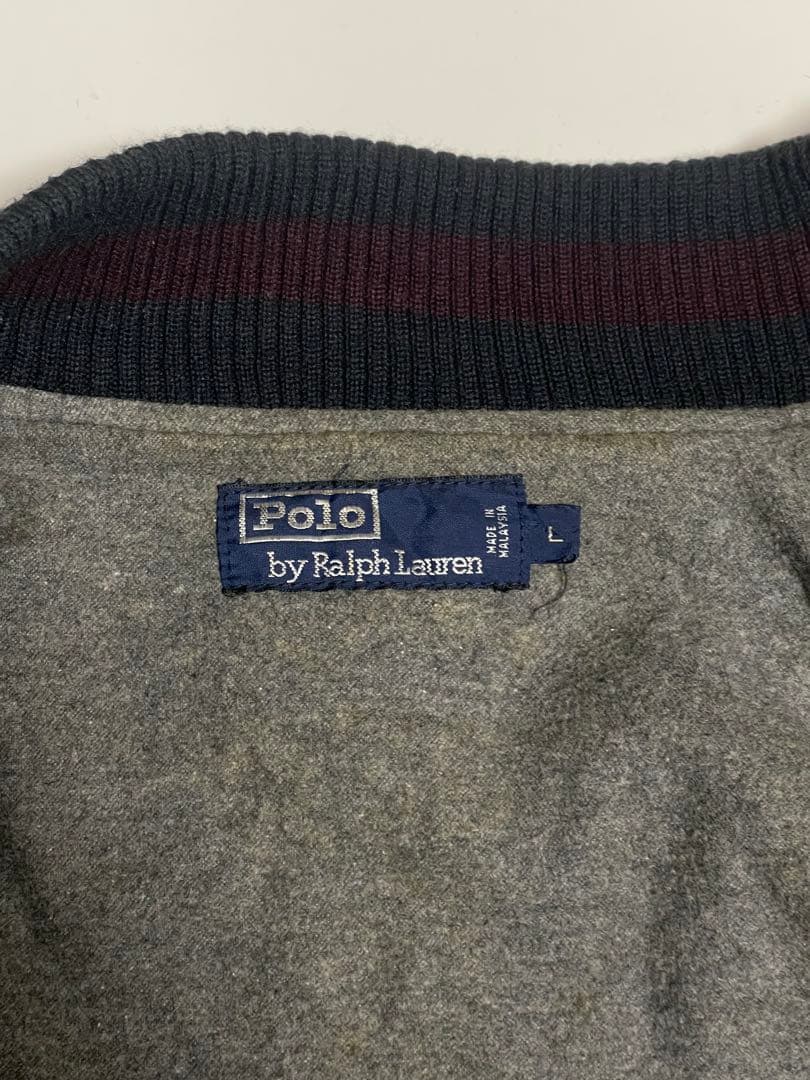 Polo
by Ralph Lauren
MADE IN
MALAYSIA
L